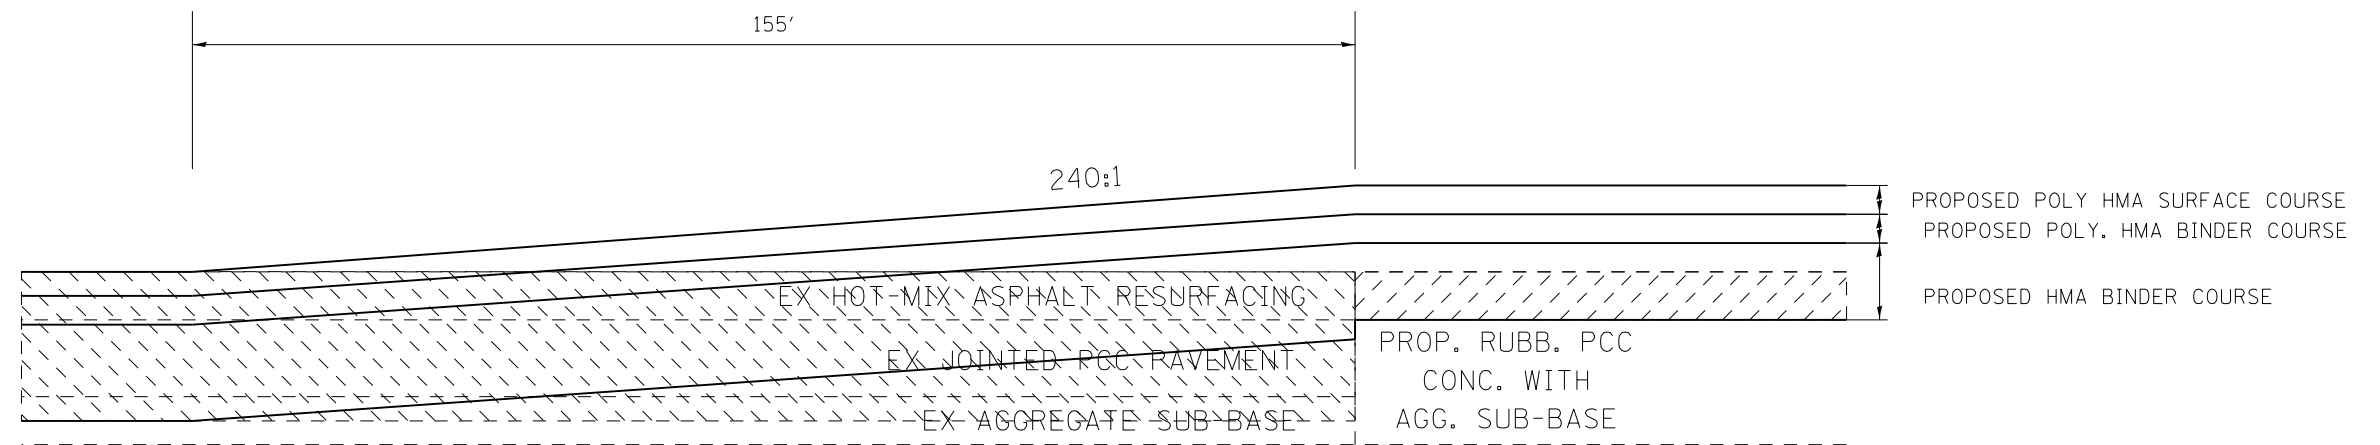 155'
240:1
PROPOSED POLY HMA SURFACE COURSE
PROPOSED POLY. HMA BINDER COURSE
EX HOT-MIX ASPHALT RESURFACING
PROPOSED HMA BINDER COURSE
EX JOINTED PCC PAVEMENT
PROP. RUBB. PCC
CONC. WITH
AGG. SUB-BASE
EX AGGREGATE SUB-BASE